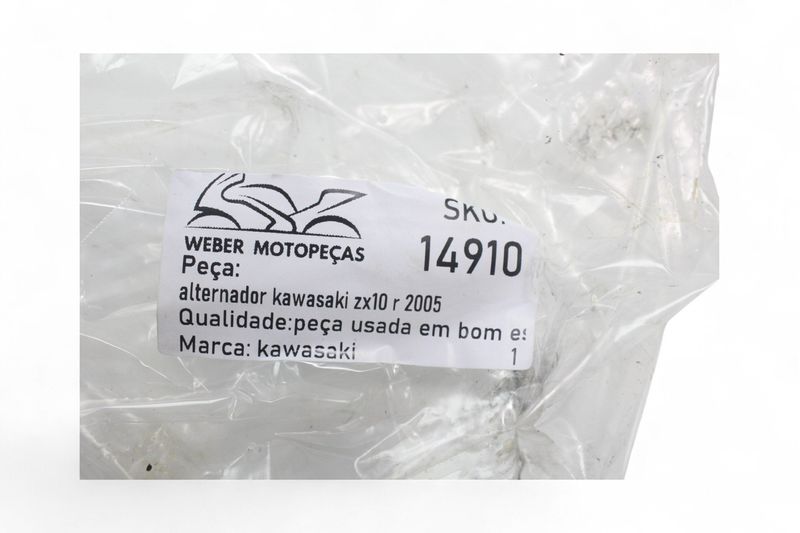 SKU:
14910
WEBER MOTOPEÇAS
Peça:
alternador kawasaki zx10 r 2005
Qualidade:peça usada em bom es
Marca: kawasaki
1